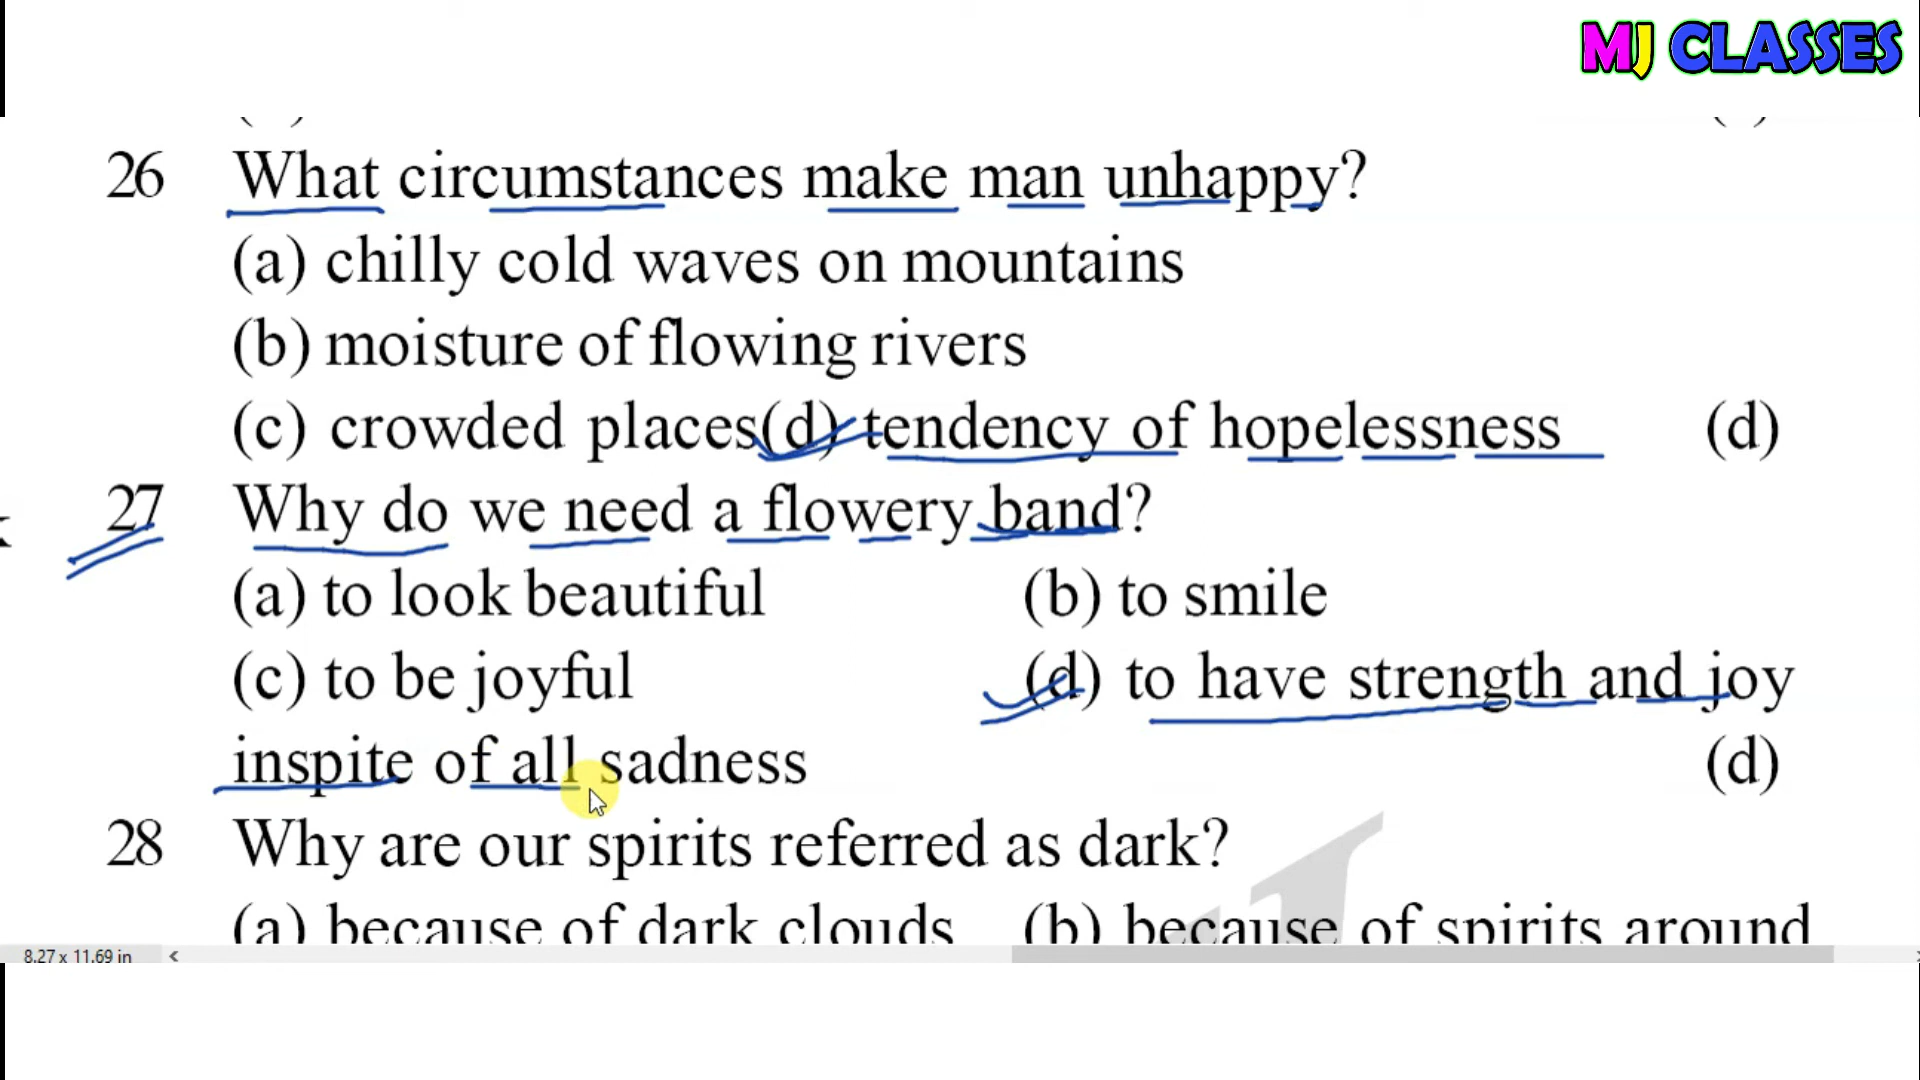 MJ CLASSES
26 What circumstances make man unhappy?
(a) chilly cold waves on mountains
(b) moisture of flowing rivers
(c) crowded places(d) tendency of hopelessness (d)
27 Why do we need a flowery band?
(a) to look beautiful (b) to smile
(c) to be joyful (d) to have strength and joy
inspite of all sadness (d)
28 Why are our spirits referred as dark?
(a) because of dark clouds (b) because of spirits around
8.27 x 11.69 in